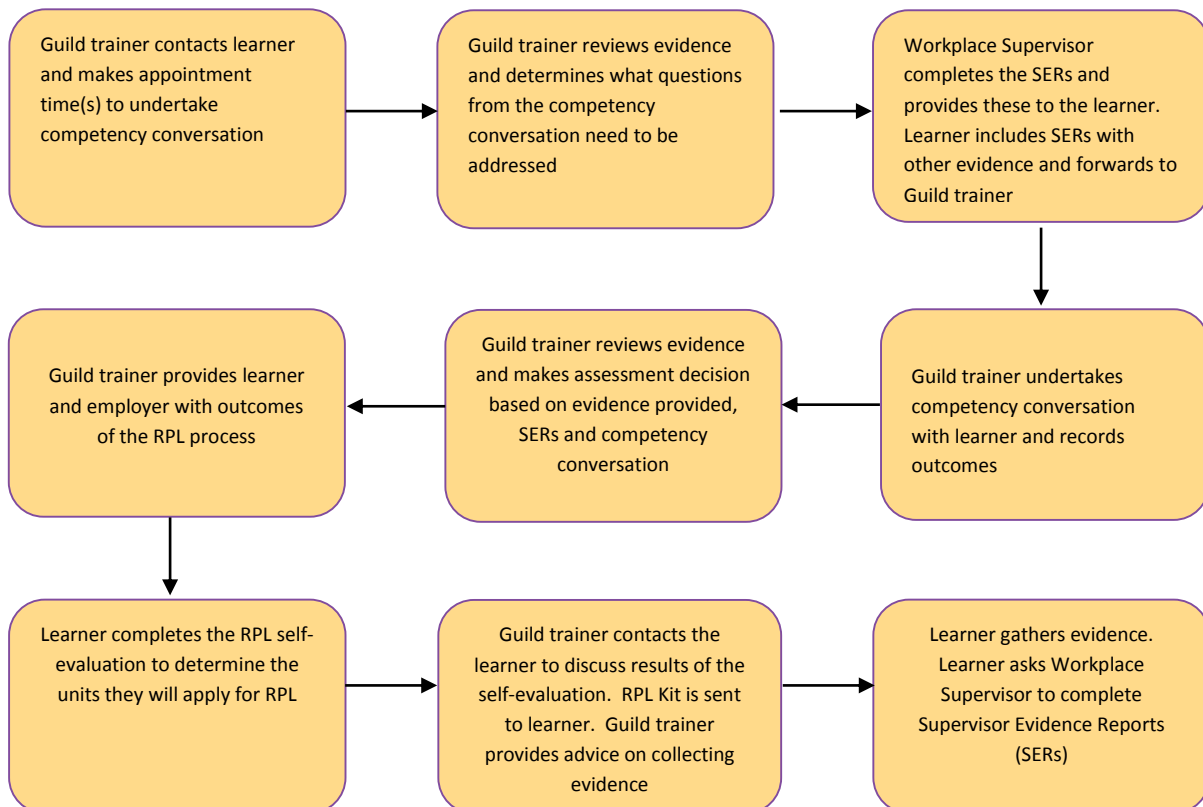 Guild trainer contacts learner
and makes appointment
time(s) to undertake
competency conversation
Guild trainer reviews evidence
and determines what questions
from the competency
conversation need to be
addressed
Workplace Supervisor
completes the SERs and
provides these to the learner.
Learner includes SERs with
other evidence and forwards to
Guild trainer
Guild trainer provides learner
and employer with outcomes
of the RPL process
Guild trainer reviews evidence
and makes assessment decision
based on evidence provided,
SERs and competency
conversation
Guild trainer undertakes
competency conversation
with learner and records
outcomes
Learner completes the RPL self-
evaluation to determine the
units they will apply for RPL
Guild trainer contacts the
learner to discuss results of the
self-evaluation.  RPL Kit is sent
to learner.  Guild trainer
provides advice on collecting
evidence
Learner gathers evidence.
Learner asks Workplace
Supervisor to complete
Supervisor Evidence Reports
(SERs)